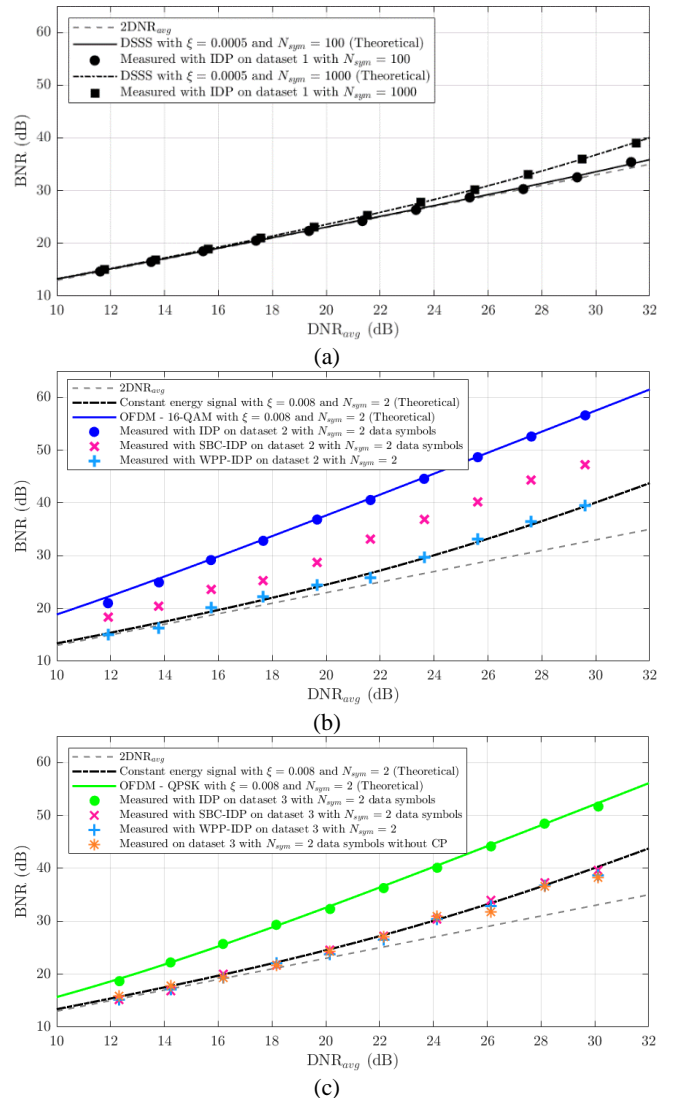 60
50
40
30
20
10
BNR (dB)
2DNR_avg
DSSS with ξ = 0.0005 and N_sym = 100 (Theoretical)
Measured with IDP on dataset 1 with N_sym = 100
DSSS with ξ = 0.0005 and N_sym = 1000 (Theoretical)
Measured with IDP on dataset 1 with N_sym = 1000
10 12 14 16 18 20 22 24 26 28 30 32
DNR_avg (dB)
(a)
60
50
40
30
20
10
BNR (dB)
2DNR_avg
Constant energy signal with ξ = 0.008 and N_sym = 2 (Theoretical)
OFDM - 16-QAM with ξ = 0.008 and N_sym = 2 (Theoretical)
Measured with IDP on dataset 2 with N_sym = 2 data symbols
Measured with SBC-IDP on dataset 2 with N_sym = 2 data symbols
Measured with WPP-IDP on dataset 2 with N_sym = 2
10 12 14 16 18 20 22 24 26 28 30 32
DNR_avg (dB)
(b)
60
50
40
30
20
10
BNR (dB)
2DNR_avg
Constant energy signal with ξ = 0.008 and N_sym = 2 (Theoretical)
OFDM - QPSK with ξ = 0.008 and N_sym = 2 (Theoretical)
Measured with IDP on dataset 3 with N_sym = 2 data symbols
Measured with SBC-IDP on dataset 3 with N_sym = 2 data symbols
Measured with WPP-IDP on dataset 3 with N_sym = 2
Measured on dataset 3 with N_sym = 2 data symbols without CP
10 12 14 16 18 20 22 24 26 28 30 32
DNR_avg (dB)
(c)